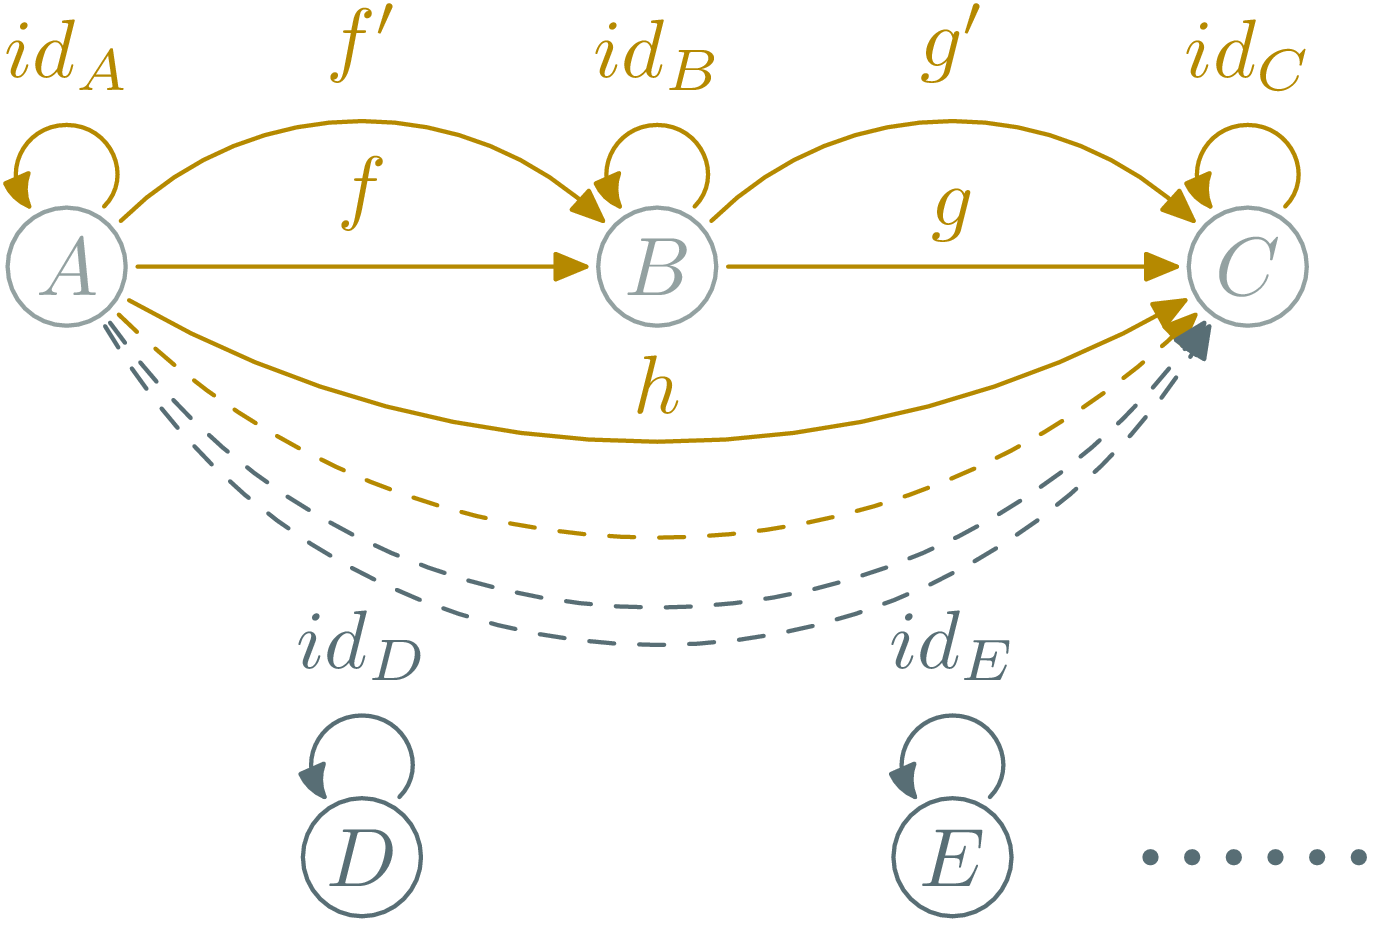 id_A f′ id_B g′ id_C
f g
A B C
h
id_D id_E
D E ......